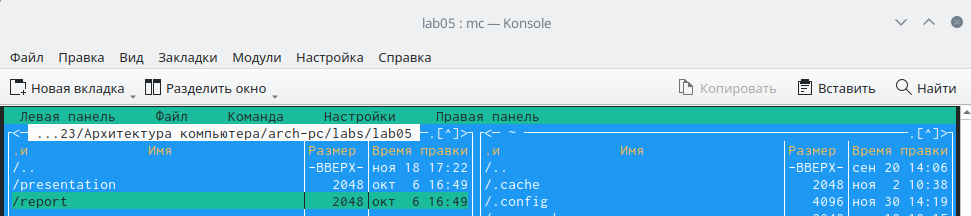 lab05 : mc — Konsole
Файл Правка Вид Закладки Модули Настройка Справка
Новая вкладка Разделить окно Копировать Вставить Найти
Левая панель Файл Команда Настройки Правая панель
<— ...23/Архитектура компьютера/arch-pc/labs/lab05 —.[^]> <— ~ —.[^]>
.и Имя Размер Время правки .и Имя Размер Время правки
/.. -ВВЕРХ- ноя 18 17:22 /.. -ВВЕРХ- сен 20 14:06
/presentation 2048 окт 6 16:49 /.cache 2048 ноя 2 10:38
/report 2048 окт 6 16:49 /.config 4096 ноя 30 14:19